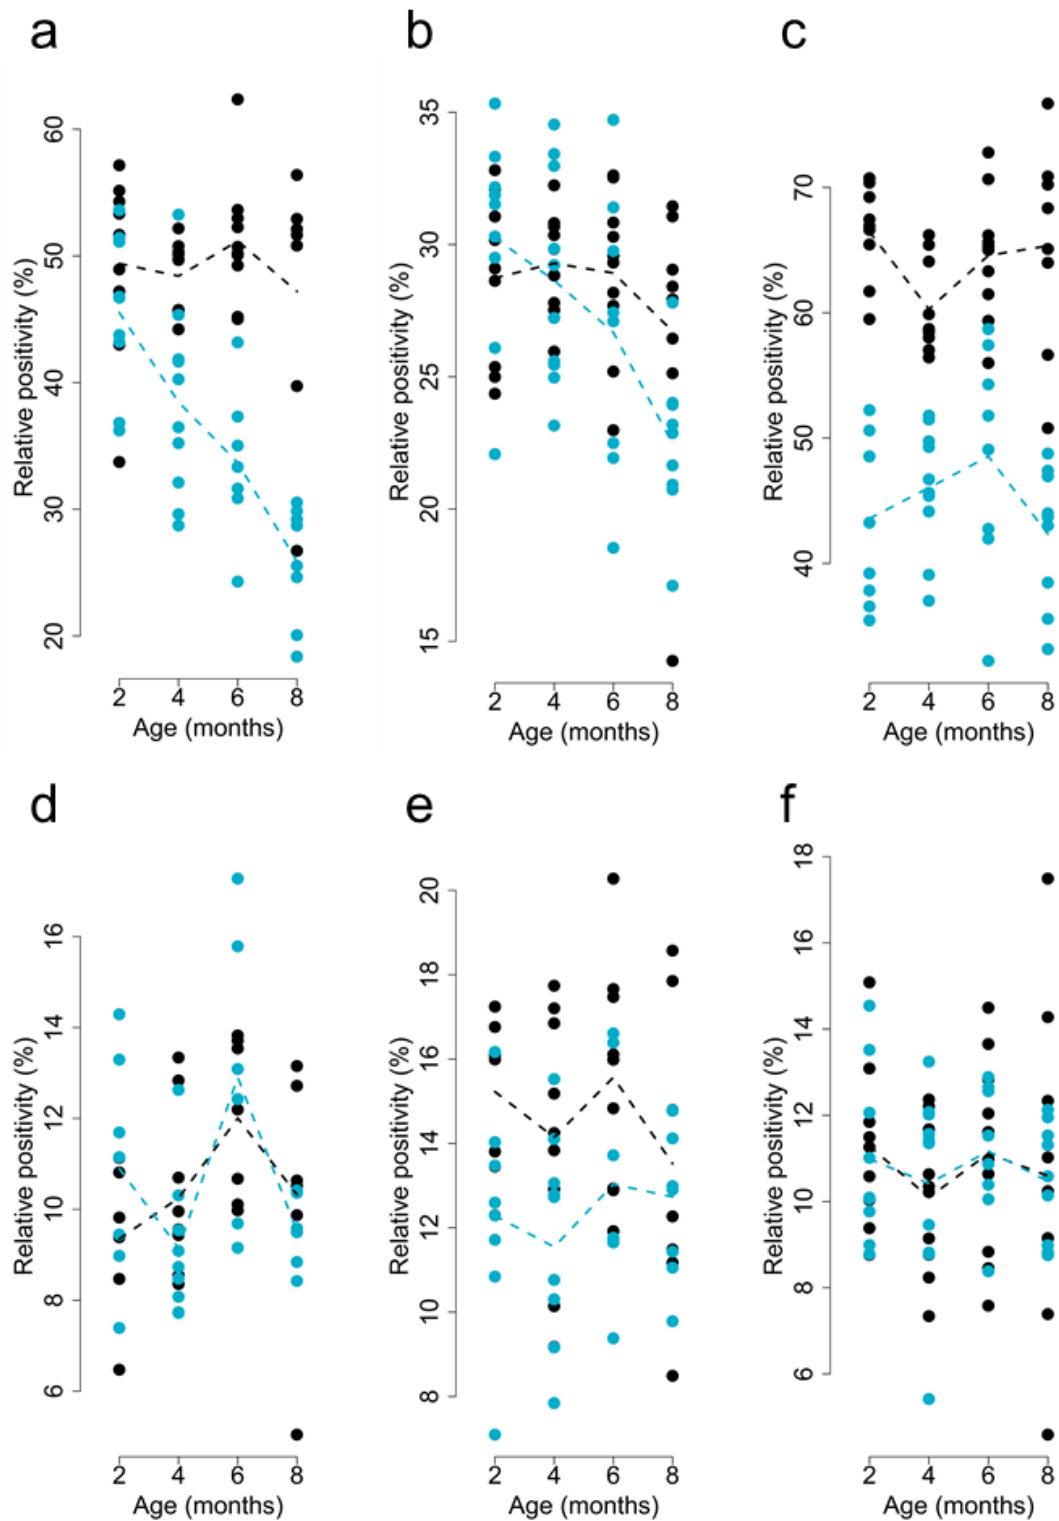 a
b
c
Relative positivity (%)
60
50
40
30
20
2 4 6 8
Age (months)
Relative positivity (%)
35
30
25
20
15
2 4 6 8
Age (months)
Relative positivity (%)
70
60
50
40
2 4 6 8
Age (months)
d
e
f
Relative positivity (%)
16
14
12
10
8
6
2 4 6 8
Age (months)
Relative positivity (%)
20
18
16
14
12
10
8
2 4 6 8
Age (months)
Relative positivity (%)
18
16
14
12
10
8
6
2 4 6 8
Age (months)